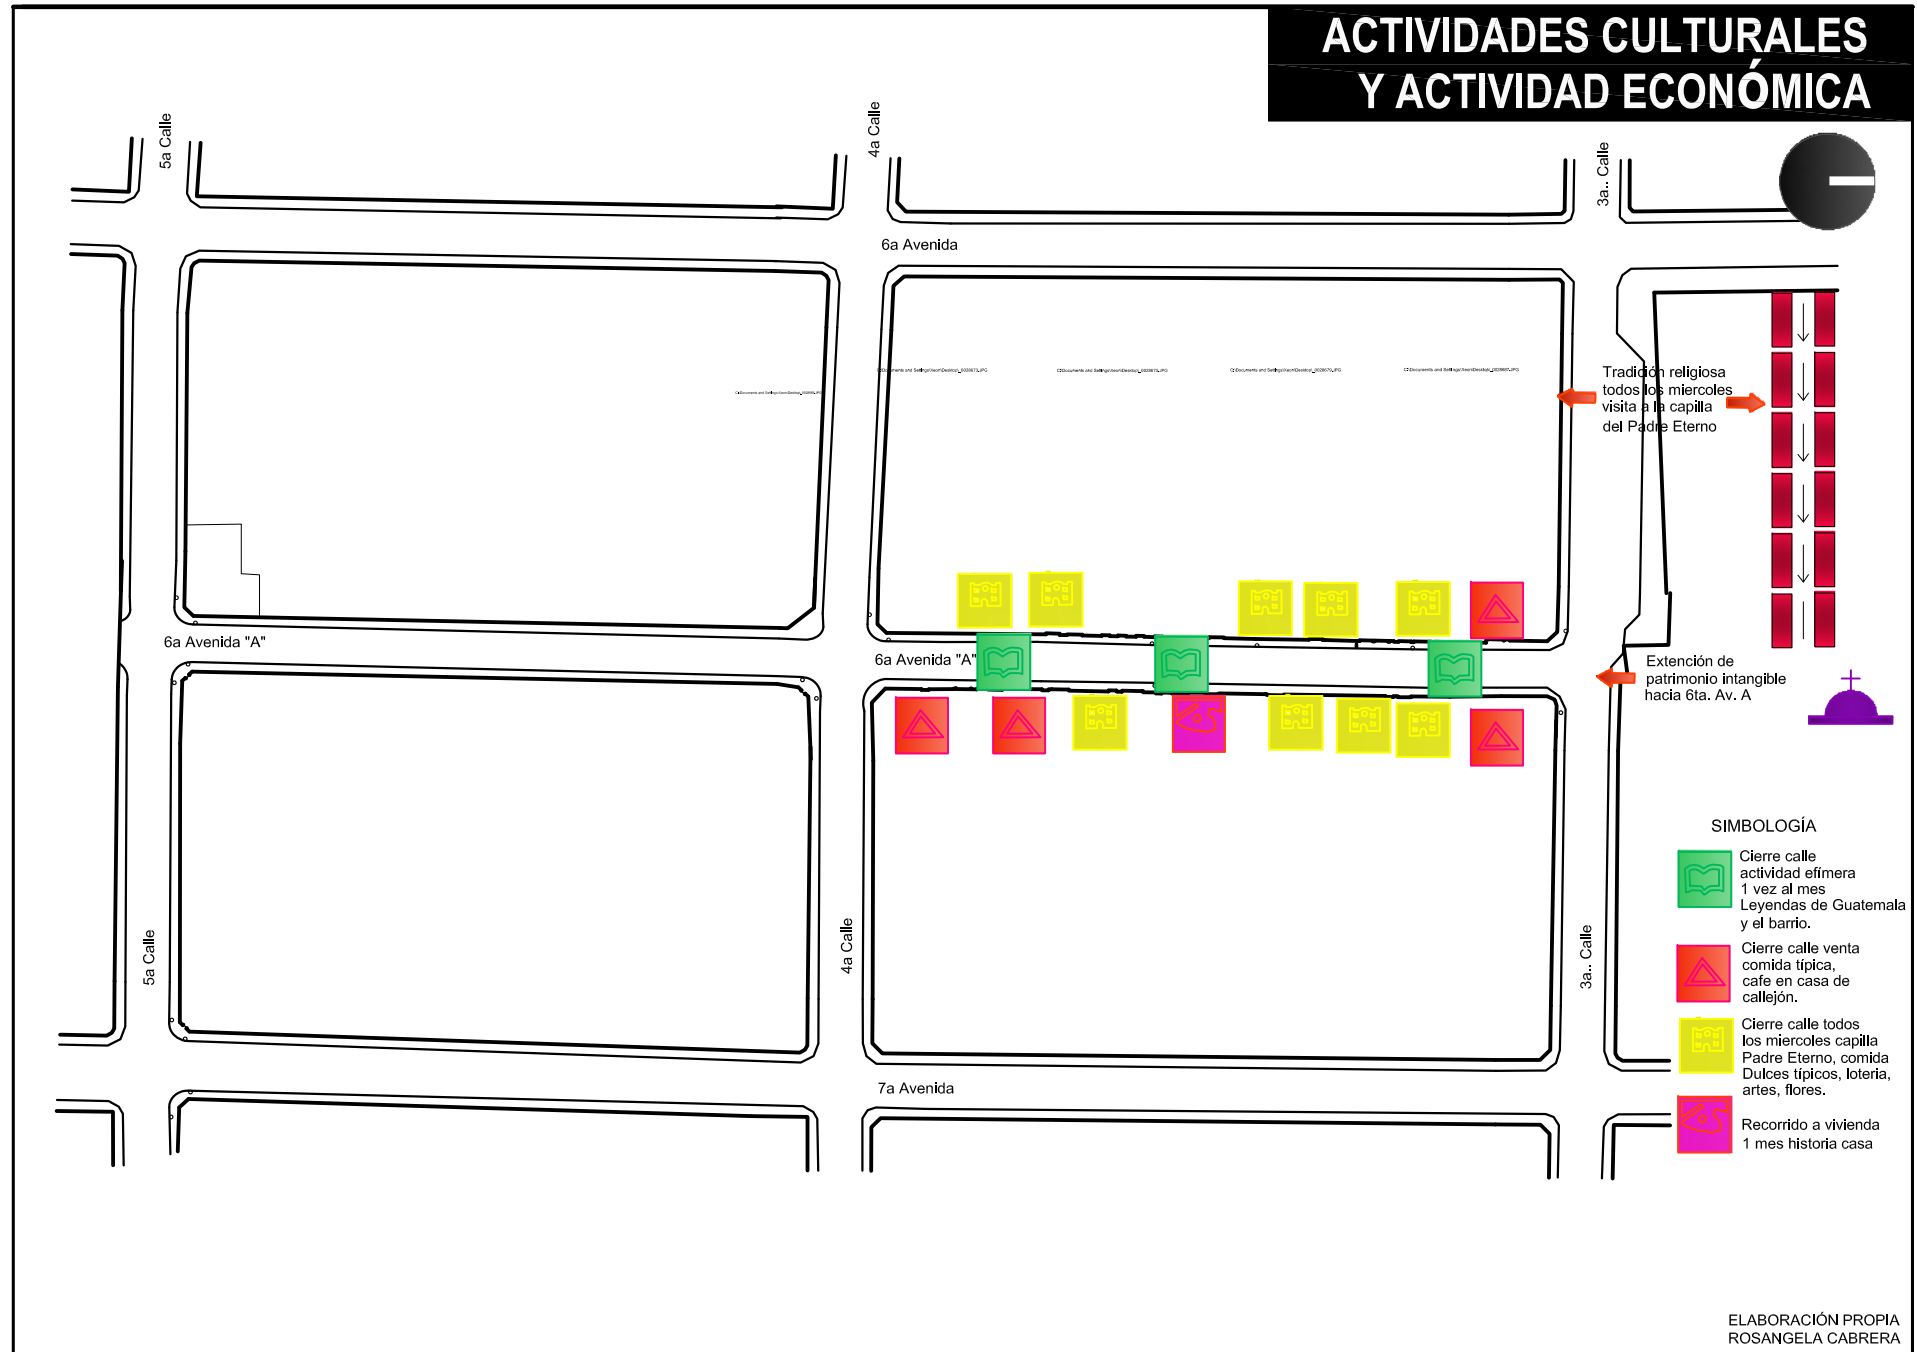 ACTIVIDADES CULTURALES
Y ACTIVIDAD ECONÓMICA
5a Calle
4a Calle
3a.. Calle
6a Avenida
Tradición religiosa
todos los miercoles
visita a la capilla
del Padre Eterno
6a Avenida "A"
6a Avenida "A"
Extención de
patrimonio intangible
hacia 6ta. Av. A
5a Calle
4a Calle
3a.. Calle
7a Avenida
SIMBOLOGÍA
Cierre calle
actividad efímera
1 vez al mes
Leyendas de Guatemala
y el barrio.
Cierre calle venta
comida típica,
cafe en casa de
callejón.
Cierre calle todos
los miercoles capilla
Padre Eterno, comida
Dulces típicos, loteria,
artes, flores.
Recorrido a vivienda
1 mes historia casa
ELABORACIÓN PROPIA
ROSANGELA CABRERA